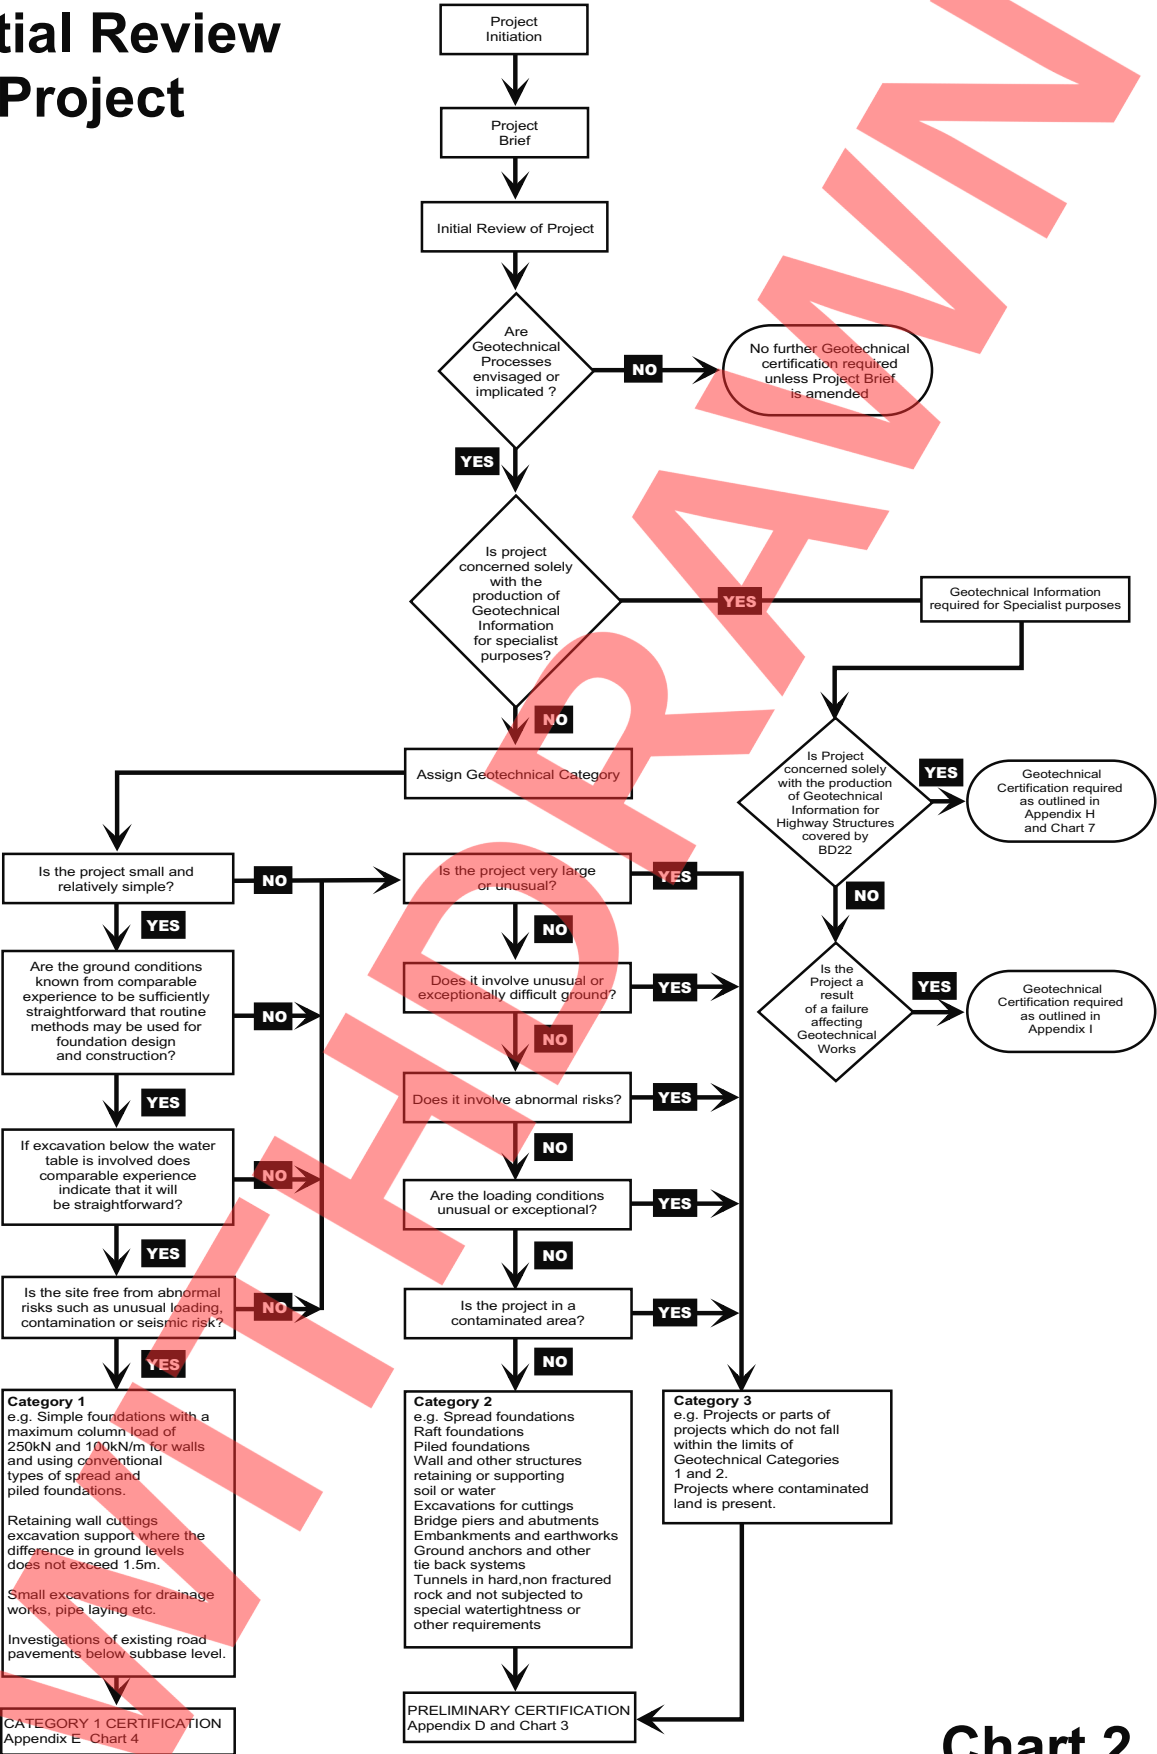 tial Review
Project
Project
Initiation
Project
Brief
Initial Review of Project
Are
Geotechnical
Processes
envisaged or
implicated ?
NO
No further Geotechnical
certification required
unless Project Brief
is amended
YES
Is project
concerned solely
with the
production of
Geotechnical
Information
for specialist
purposes?
YES
Geotechnical Information
required for Specialist purposes
NO
Assign Geotechnical Category
Is Project
concerned solely
with the production
of Geotechnical
Information for
Highway Structures
covered by
BD22
YES
Geotechnical
Certification required
as outlined in
Appendix H
and Chart 7
NO
Is the
Project a
result
of a failure
affecting
Geotechnical
Works
YES
Geotechnical
Certification required
as outlined in
Appendix I
Is the project small and
relatively simple?
NO
YES
Are the ground conditions
known from comparable
experience to be sufficiently
straightforward that routine
methods may be used for
foundation design
and construction?
NO
YES
If excavation below the water
table is involved does
comparable experience
indicate that it will
be straightforward?
NO
YES
Is the site free from abnormal
risks such as unusual loading,
contamination or seismic risk?
NO
YES
Is the project very large
or unusual?
YES
NO
Does it involve unusual or
exceptionally difficult ground?
YES
NO
Does it involve abnormal risks?
YES
NO
Are the loading conditions
unusual or exceptional?
YES
NO
Is the project in a
contaminated area?
YES
NO
Category 1
e.g. Simple foundations with a
maximum column load of
250kN and 100kN/m for walls
and using conventional
types of spread and
piled foundations.
Retaining wall cuttings
excavation support where the
difference in ground levels
does not exceed 1.5m.
Small excavations for drainage
works, pipe laying etc.
Investigations of existing road
pavements below subbase level.
Category 2
e.g. Spread foundations
Raft foundations
Piled foundations
Wall and other structures
retaining or supporting
soil or water
Excavations for cuttings
Bridge piers and abutments
Embankments and earthworks
Ground anchors and other
tie back systems
Tunnels in hard,non fractured
rock and not subjected to
special watertightness or
other requirements
Category 3
e.g. Projects or parts of
projects which do not fall
within the limits of
Geotechnical Categories
1 and 2.
Projects where contaminated
land is present.
CATEGORY 1 CERTIFICATION
Appendix E  Chart 4
PRELIMINARY CERTIFICATION
Appendix D and Chart 3
Chart 2
WITHDRAWN